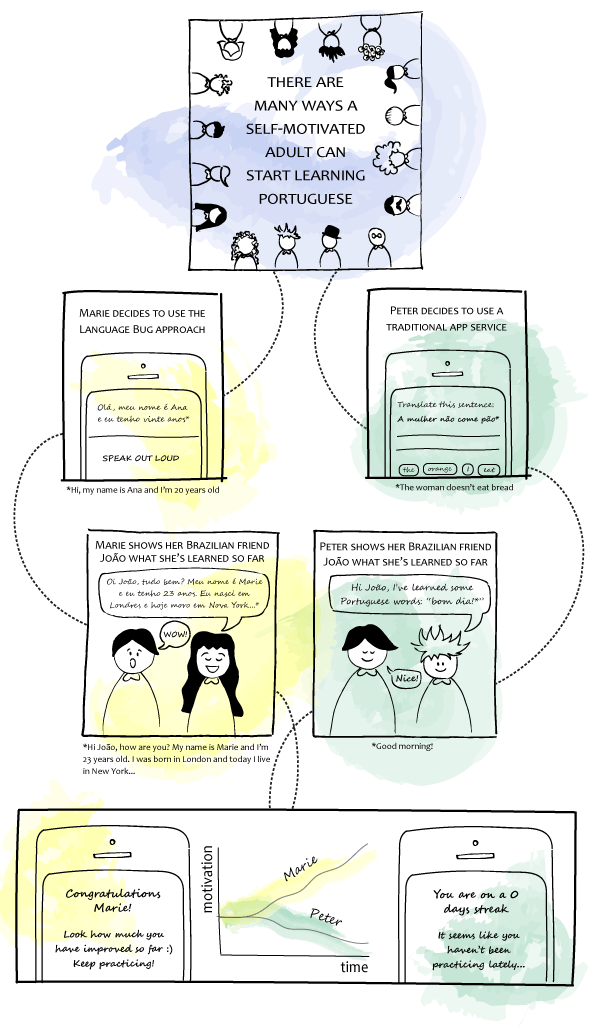 THERE ARE
MANY WAYS A
SELF-MOTIVATED
ADULT CAN
START LEARNING
PORTUGUESE
MARIE DECIDES TO USE THE
LANGUAGE BUG APPROACH
Olá, meu nome é Ana
e eu tenho vinte anos*
SPEAK OUT LOUD
*Hi, my name is Ana and I'm 20 years old
PETER DECIDES TO USE A
TRADITIONAL APP SERVICE
Translate this sentence:
A mulher não come pão*
the
orange
I
eat
*The woman doesn't eat bread
MARIE SHOWS HER BRAZILIAN FRIEND
JOÃO WHAT SHE'S LEARNED SO FAR
Oi João, tudo bem? Meu nome é Marie
e eu tenho 23 anos. Eu nasci em
Londres e hoje moro em Nova York...*
WOW!
*Hi João, how are you? My name is Marie and I'm
23 years old. I was born in London and today I live
in New York...
PETER SHOWS HER BRAZILIAN FRIEND
JOÃO WHAT SHE'S LEARNED SO FAR
Hi João, I've learned some
Portuguese words: "bom dia!*"
Nice!
*Good morning!
Congratulations
Marie!
Look how much you
have improved so far :)
Keep practicing!
motivation
Marie
Peter
time
You are on a 0
days streak
It seems like you
haven't been
practicing lately...